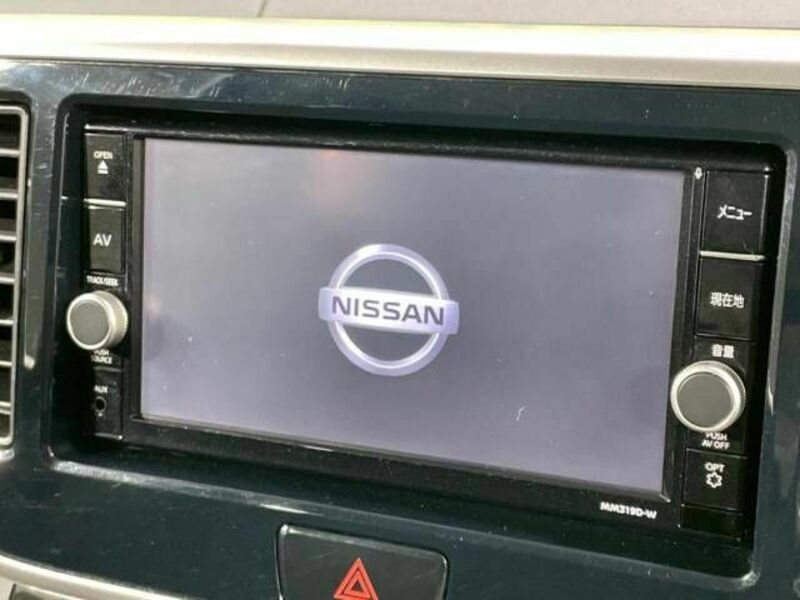 OPEN
AV
TRACK/SEEK
PUSH
SOURCE
AUX
NISSAN
メニュー
現在地
音量
PUSH
AV OFF
OPT
MM319D-W